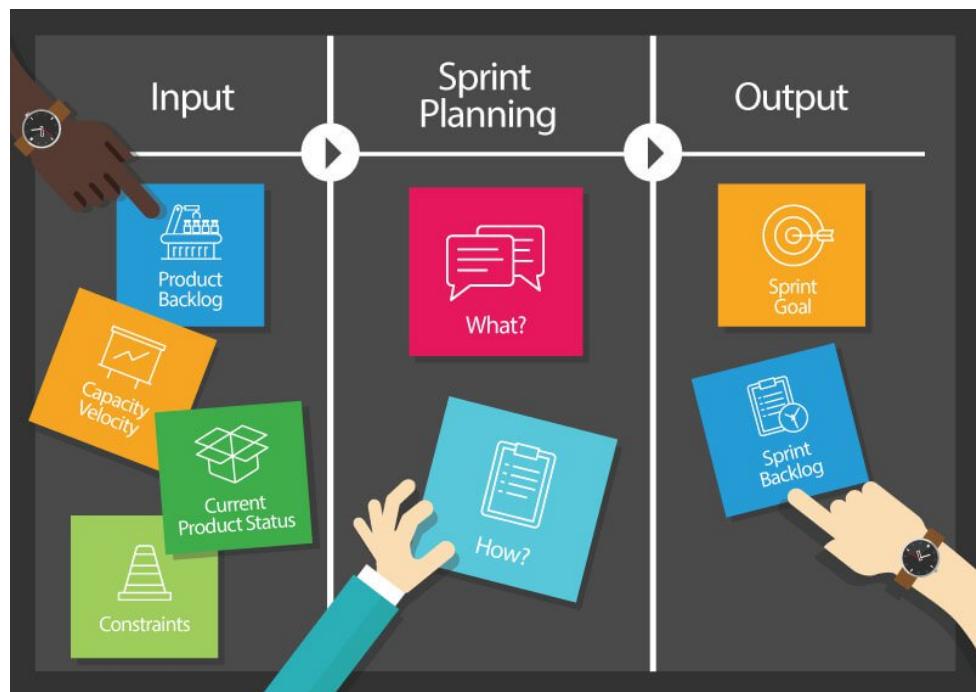 Input
Product
Backlog
Capacity
Velocity
Current
Product Status
Constraints
Sprint
Planning
What?
How?
Output
Sprint
Goal
Sprint
Backlog